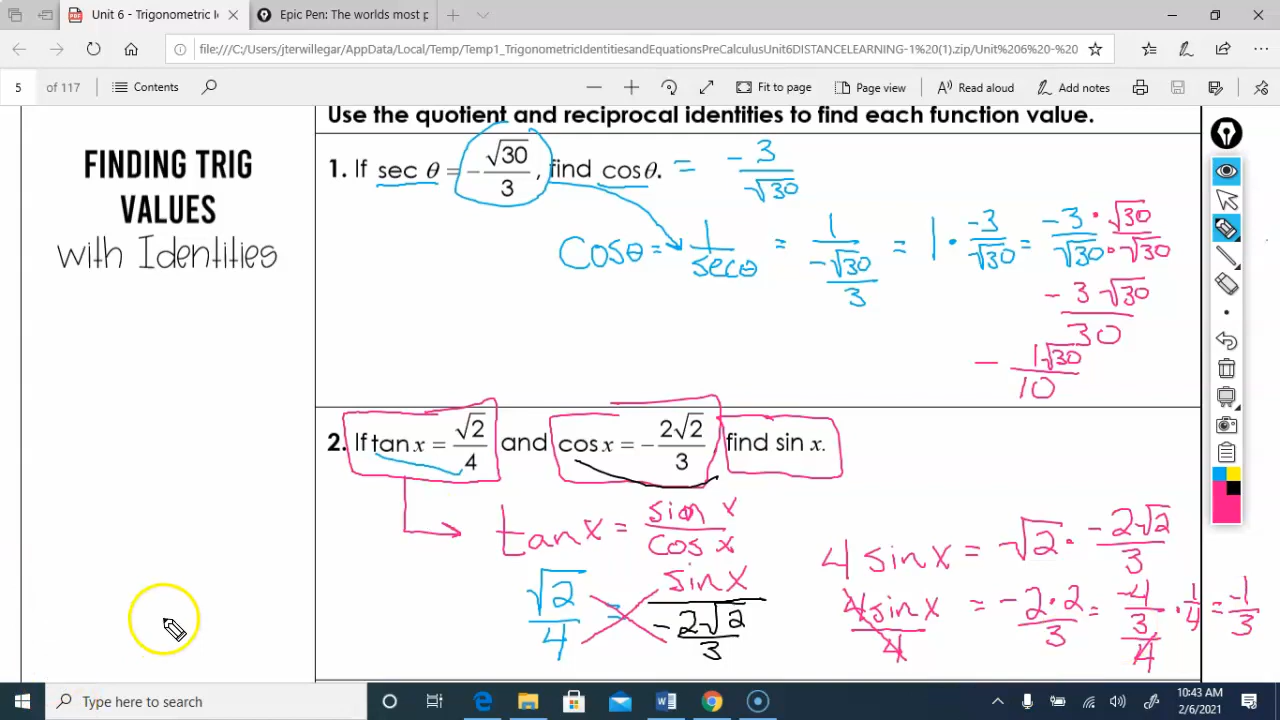 Unit 6 - Trigonometric I
Epic Pen: The worlds most p
file:///C:/Users/jterwillegar/AppData/Local/Temp/Temp1_TrigonometricIdentitiesandEquationsPreCalculusUnit6DISTANCELEARNING-1%20(1).zip/Unit%206%20-%20
5 of 117 Contents Fit to page Page view Read aloud Add notes
Use the quotient and reciprocal identities to find each function value.
FINDING TRIG
VALUES
with Identities
1. If sec θ = -√30/3, find cos θ. = -3/√30
Cosθ = 1/secθ = 1/(-√30/3) = 1 · -3/√30 = -3/√30 · √30/√30
-3√30/30
-1√30/10
2. If tan x = √2/4 and cos x = -2√2/3 find sin x.
tan x = sin x/cos x
√2/4 = sin x/(-2√2/3)
4 sin x = √2 · -2√2/3
4 sin x/4 = -2·2/3 = (-4/3)/4 · 1/4 = -1/3
Type here to search
10:43 AM
2/6/2021